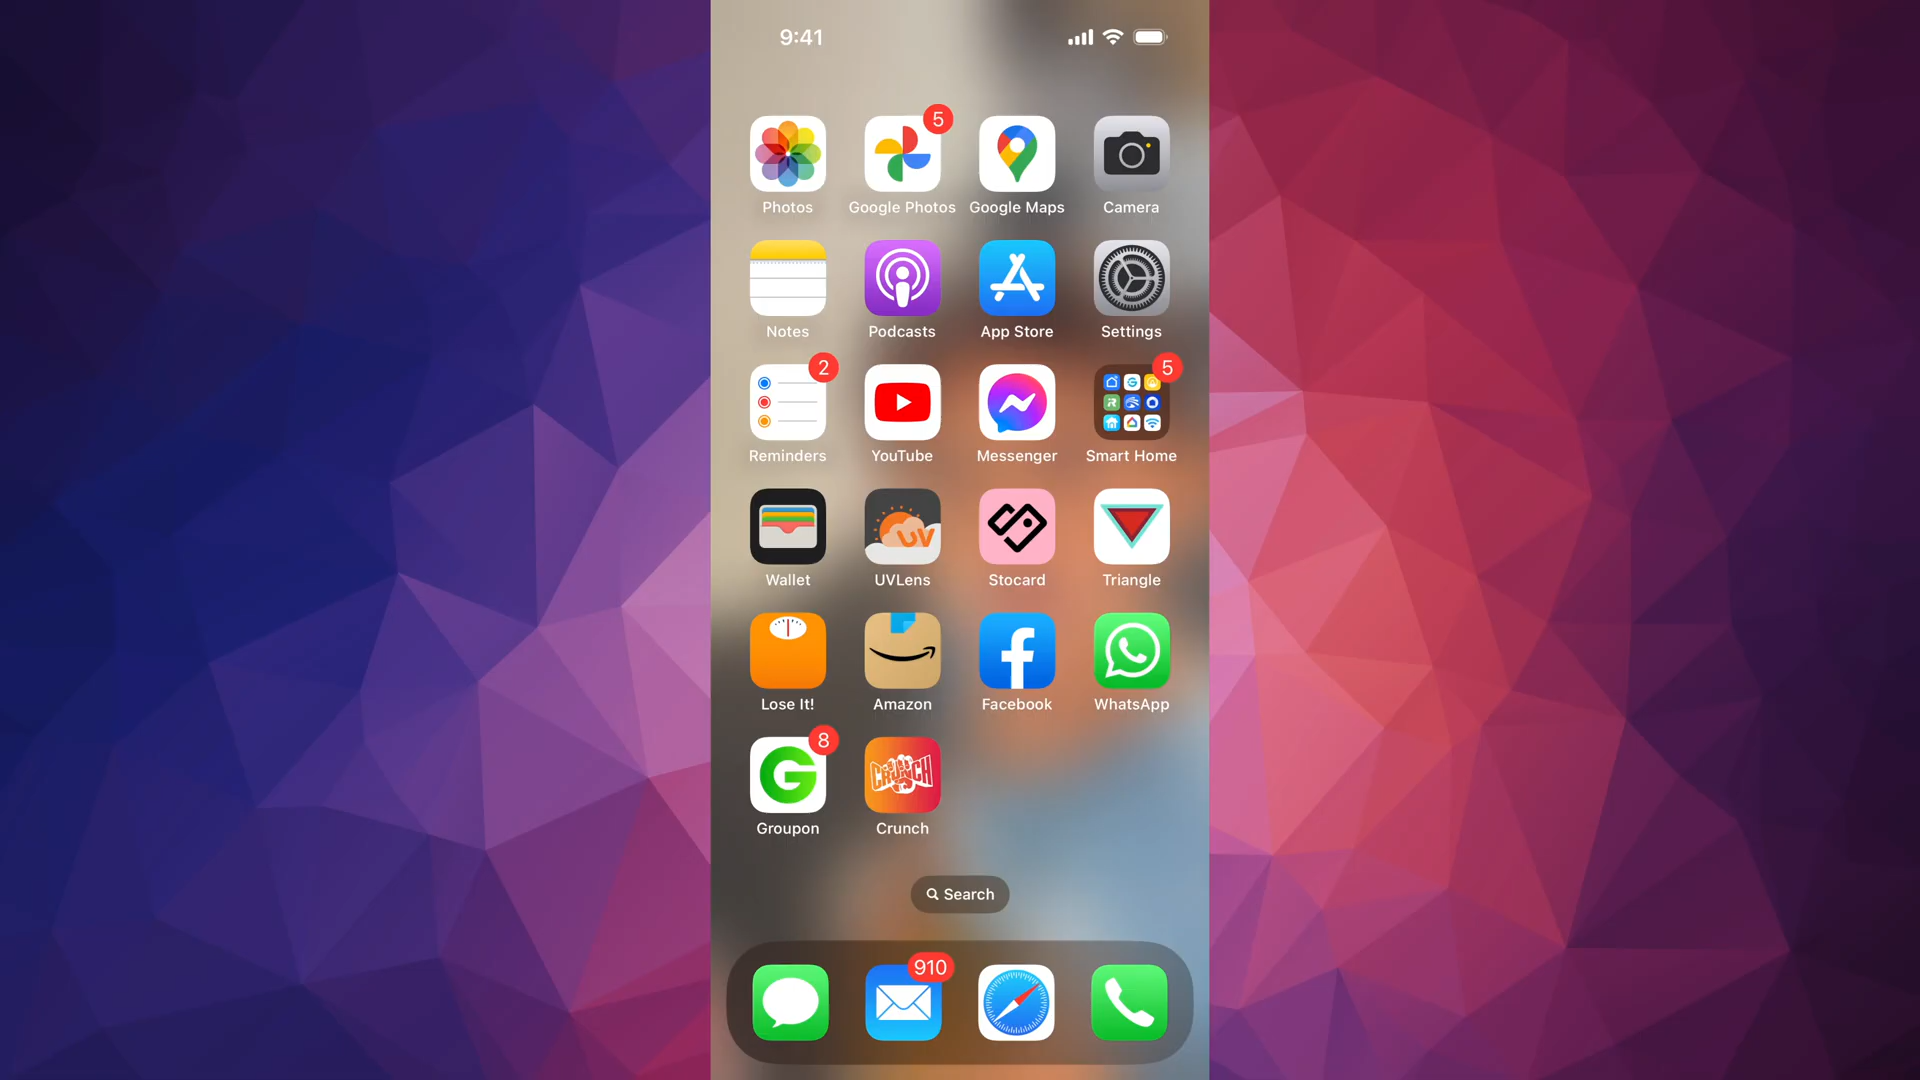 9:41
5
Photos Google Photos Google Maps Camera
Notes Podcasts App Store Settings
2 5
Reminders YouTube Messenger Smart Home
UV
Wallet UVLens Stocard Triangle
Lose It! Amazon Facebook WhatsApp
8
CRUNCH
Groupon Crunch
Search
910